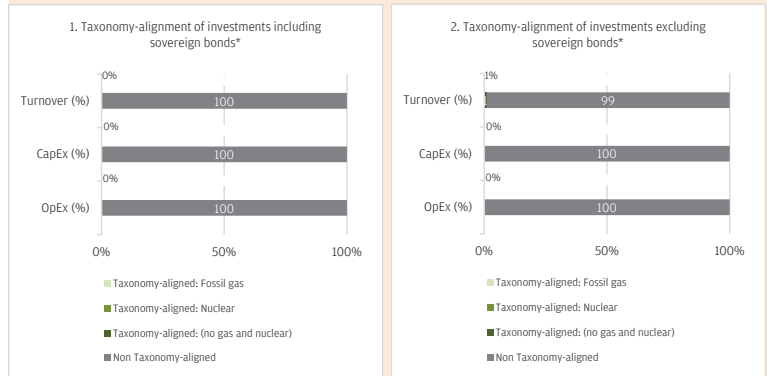 1. Taxonomy-alignment of investments including
sovereign bonds*
0%
Turnover (%)
100
0%
CapEx (%)
100
0%
OpEx (%)
100
0%
50%
100%
Taxonomy-aligned: Fossil gas
Taxonomy-aligned: Nuclear
Taxonomy-aligned: (no gas and nuclear)
Non Taxonomy-aligned
2. Taxonomy-alignment of investments excluding
sovereign bonds*
1%
Turnover (%)
1
99
0%
CapEx (%)
100
0%
OpEx (%)
100
0%
50%
100%
Taxonomy-aligned: Fossil gas
Taxonomy-aligned: Nuclear
Taxonomy-aligned: (no gas and nuclear)
Non Taxonomy-aligned